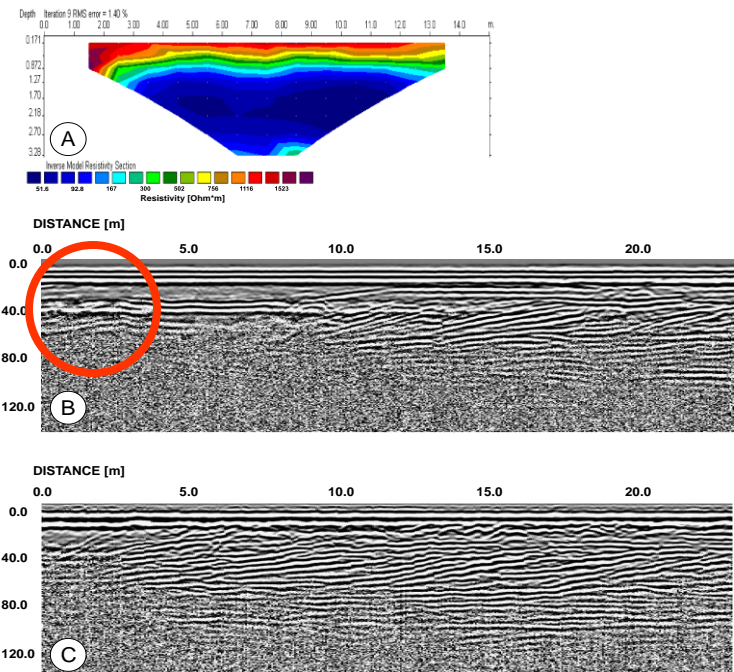 Depth Iteration 9 RMS error = 1.40 %
0.0 1.00 2.00 3.00 4.00 5.00 6.00 7.00 8.00 9.00 10.0 11.0 12.0 13.0 14.0 m.
0.171
0.872
1.27
1.70
2.18
2.70
3.28
A
Inverse Model Resistivity Section
51.6 92.8 167 300 502 756 1116 1523
Resistivity [Ohm*m]
DISTANCE [m]
0.0 5.0 10.0 15.0 20.0
0.0
40.0
80.0
120.0
B
DISTANCE [m]
0.0 5.0 10.0 15.0 20.0
0.0
40.0
80.0
120.0
C